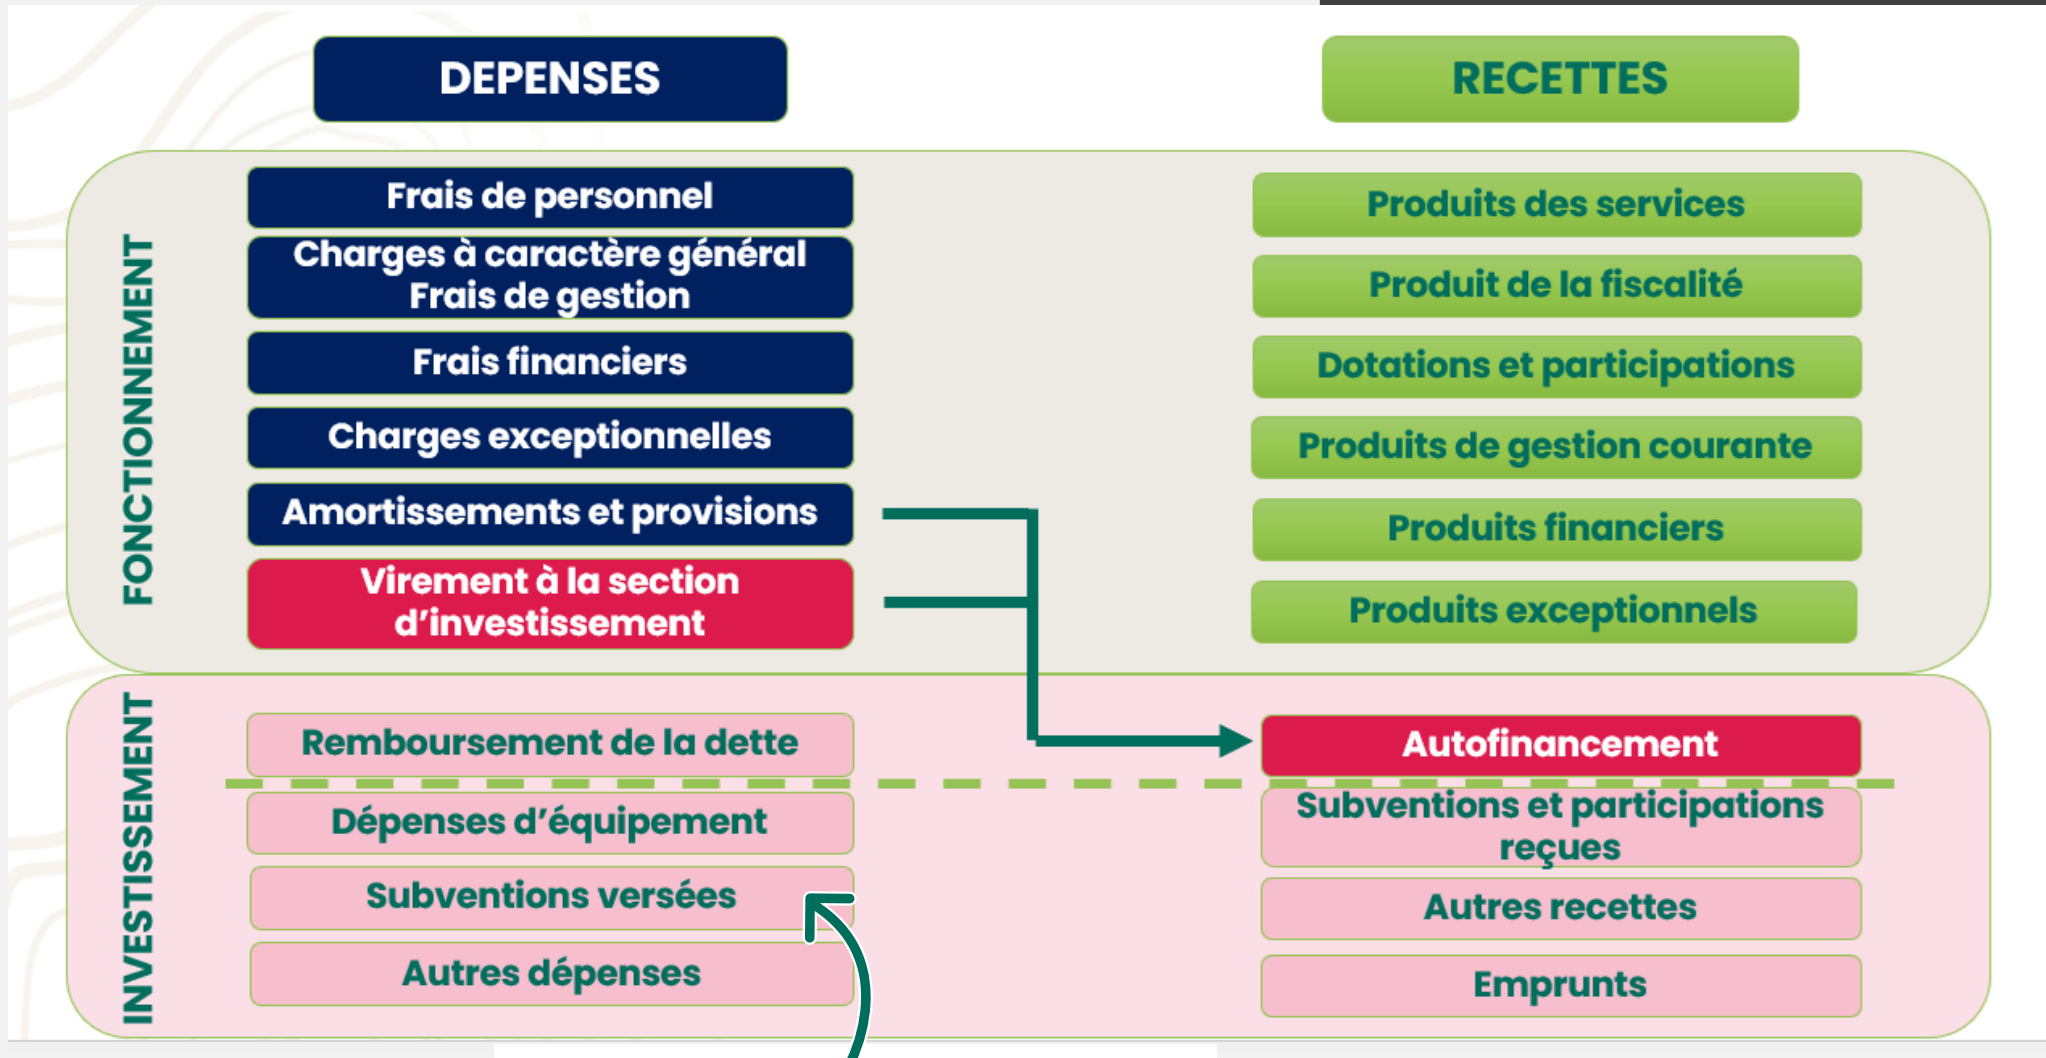 DEPENSES
RECETTES
FONCTIONNEMENT
Frais de personnel
Charges à caractère général
Frais de gestion
Frais financiers
Charges exceptionnelles
Amortissements et provisions
Virement à la section
d’investissement
Produits des services
Produit de la fiscalité
Dotations et participations
Produits de gestion courante
Produits financiers
Produits exceptionnels
INVESTISSEMENT
Remboursement de la dette
Dépenses d’équipement
Subventions versées
Autres dépenses
Autofinancement
Subventions et participations
reçues
Autres recettes
Emprunts